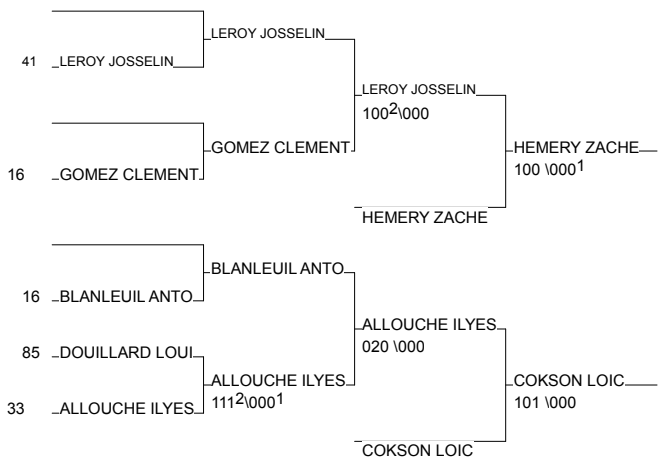 LEROY JOSSELIN
41 LEROY JOSSELIN
LEROY JOSSELIN
100²\000
GOMEZ CLEMENT
HEMERY ZACHE
100 \000¹
16 GOMEZ CLEMENT
HEMERY ZACHE
BLANLEUIL ANTO
16 BLANLEUIL ANTO
ALLOUCHE ILYES
020 \000
85 DOUILLARD LOUI
ALLOUCHE ILYES
111²\000¹
COKSON LOIC
101 \000
33 ALLOUCHE ILYES
COKSON LOIC